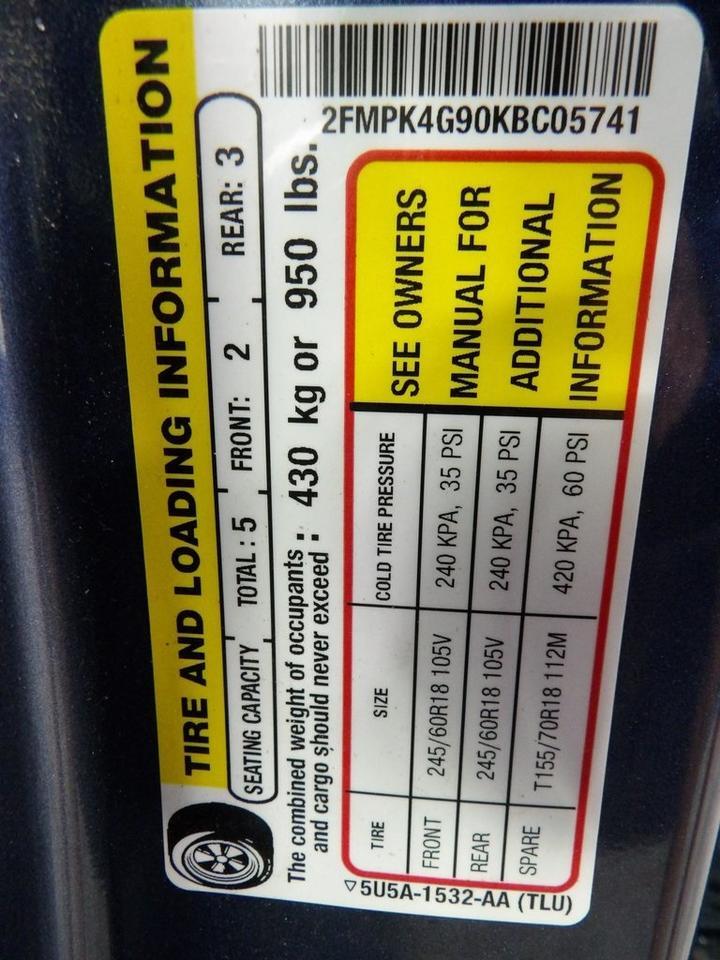 TIRE AND LOADING INFORMATION
SEATING CAPACITY TOTAL : 5 FRONT: 2 REAR: 3
The combined weight of occupants : 430 kg or 950 lbs.
and cargo should never exceed
2FMPK4G90KBC05741
TIRE SIZE COLD TIRE PRESSURE
FRONT 245/60R18 105V 240 KPA, 35 PSI
REAR 245/60R18 105V 240 KPA, 35 PSI
SPARE T155/70R18 112M 420 KPA, 60 PSI
SEE OWNERS
MANUAL FOR
ADDITIONAL
INFORMATION
5U5A-1532-AA (TLU)